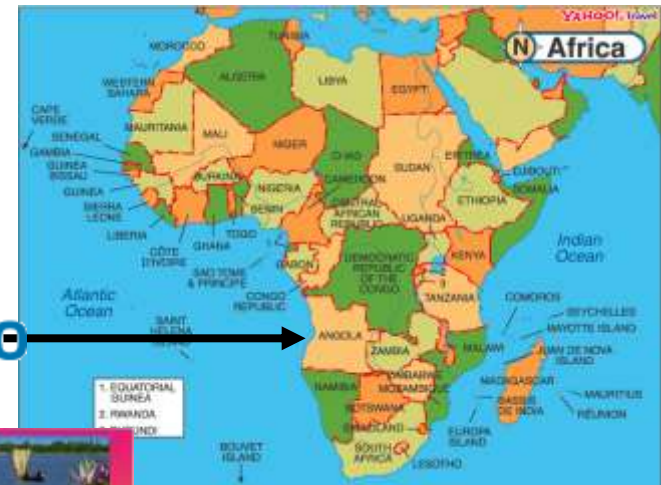 YAHOO! travel
N Africa
MOROCCO
TUNISIA
ALGERIA
LIBYA
EGYPT
WESTERN
SAHARA
CAPE
VERDE
MAURITANIA
MALI
NIGER
CHAD
SUDAN
ERITREA
DJIBOUTI
SOMALIA
SENEGAL
GAMBIA
GUINEA
BISSAU
GUINEA
SIERRA
LEONE
LIBERIA
CÔTE
D'IVOIRE
BURKINA
GHANA
TOGO
BENIN
NIGERIA
CAMEROON
CENTRAL
AFRICAN
REPUBLIC
ETHIOPIA
UGANDA
KENYA
SAO TOME
& PRINCIPE
GABON
CONGO
REPUBLIC
DEMOCRATIC
REPUBLIC
OF THE
CONGO
TANZANIA
Indian
Ocean
Atlantic
Ocean
SAINT
HELENA
COMOROS
SEYCHELLES
MAYOTTE ISLAND
JUAN DE NOVA
ISLAND
ANGOLA
ZAMBIA
MALAWI
ZIMBABWE
MOZAMBIQUE
MADAGASCAR
MAURITIUS
RÉUNION
BASSAS
DE INDIA
EUROPA
ISLAND
NAMIBIA
BOTSWANA
SWAZILAND
SOUTH
AFRICA
LESOTHO
BOUVET
ISLAND
1. EQUATORIAL
GUINEA
2. RWANDA